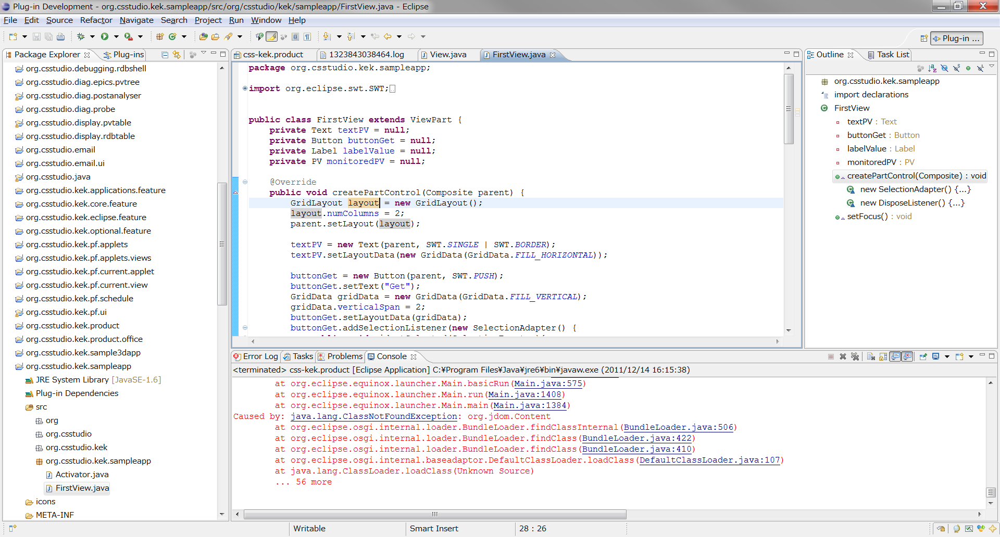 Plug-in Development - org.csstudio.kek.sampleapp/src/org/csstudio/kek/sampleapp/FirstView.java - Eclipse
File Edit Source Refactor Navigate Search Project Run Window Help
Plug-in ...
Package Explorer Plug-ins
org.csstudio.debugging.rdbshell
org.csstudio.diag.epics.pvtree
org.csstudio.diag.postanalyser
org.csstudio.diag.probe
org.csstudio.display.pvtable
org.csstudio.display.rdbtable
org.csstudio.email
org.csstudio.email.ui
org.csstudio.java
org.csstudio.kek.applications.feature
org.csstudio.kek.core.feature
org.csstudio.kek.eclipse.feature
org.csstudio.kek.optional.feature
org.csstudio.kek.pf.applets
org.csstudio.kek.pf.applets.views
org.csstudio.kek.pf.current.applet
org.csstudio.kek.pf.current.view
org.csstudio.kek.pf.schedule
org.csstudio.kek.pf.ui
org.csstudio.kek.product
org.csstudio.kek.product.office
org.csstudio.kek.sample3dapp
org.csstudio.kek.sampleapp
JRE System Library [JavaSE-1.6]
Plug-in Dependencies
src
org
org.csstudio
org.csstudio.kek
org.csstudio.kek.sampleapp
Activator.java
FirstView.java
icons
META-INF
css-kek.product 1323843038464.log View.java FirstView.java
package org.csstudio.kek.sampleapp;
import org.eclipse.swt.SWT;
public class FirstView extends ViewPart {
private Text textPV = null;
private Button buttonGet = null;
private Label labelValue = null;
private PV monitoredPV = null;
@Override
public void createPartControl(Composite parent) {
GridLayout layout = new GridLayout();
layout.numColumns = 2;
parent.setLayout(layout);
textPV = new Text(parent, SWT.SINGLE | SWT.BORDER);
textPV.setLayoutData(new GridData(GridData.FILL_HORIZONTAL));
buttonGet = new Button(parent, SWT.PUSH);
buttonGet.setText("Get");
GridData gridData = new GridData(GridData.FILL_VERTICAL);
gridData.verticalSpan = 2;
buttonGet.setLayoutData(gridData);
buttonGet.addSelectionListener(new SelectionAdapter() {
Outline Task List
org.csstudio.kek.sampleapp
import declarations
FirstView
textPV : Text
buttonGet : Button
labelValue : Label
monitoredPV : PV
createPartControl(Composite) : void
new SelectionAdapter() {...}
new DisposeListener() {...}
setFocus() : void
Error Log Tasks Problems Console
<terminated> css-kek.product [Eclipse Application] C:¥Program Files¥Java¥jre6¥bin¥javaw.exe (2011/12/14 16:15:38)
at org.eclipse.equinox.launcher.Main.basicRun(Main.java:575)
at org.eclipse.equinox.launcher.Main.run(Main.java:1408)
at org.eclipse.equinox.launcher.Main.main(Main.java:1384)
Caused by: java.lang.ClassNotFoundException: org.jdom.Content
at org.eclipse.osgi.internal.loader.BundleLoader.findClassInternal(BundleLoader.java:506)
at org.eclipse.osgi.internal.loader.BundleLoader.findClass(BundleLoader.java:422)
at org.eclipse.osgi.internal.loader.BundleLoader.findClass(BundleLoader.java:410)
at org.eclipse.osgi.internal.baseadaptor.DefaultClassLoader.loadClass(DefaultClassLoader.java:107)
at java.lang.ClassLoader.loadClass(Unknown Source)
... 56 more
Writable Smart Insert 28 : 26